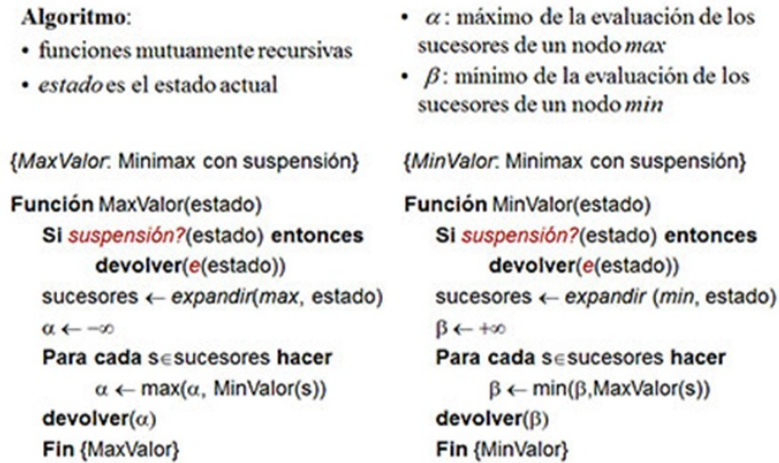 Algoritmo:
• funciones mutuamente recursivas
• estado es el estado actual
• α: máximo de la evaluación de los
sucesores de un nodo max
• β: mínimo de la evaluación de los
sucesores de un nodo min
{MaxValor: Minimax con suspensión}
Función MaxValor(estado)
Si suspensión?(estado) entonces
devolver(e(estado))
sucesores ← expandir(max, estado)
α ← −∞
Para cada s∈sucesores hacer
α ← max(α, MinValor(s))
devolver(α)
Fin {MaxValor}
{MinValor: Minimax con suspensión}
Función MinValor(estado)
Si suspensión?(estado) entonces
devolver(e(estado))
sucesores ← expandir (min, estado)
β ← +∞
Para cada s∈sucesores hacer
β ← min(β,MaxValor(s))
devolver(β)
Fin {MinValor}